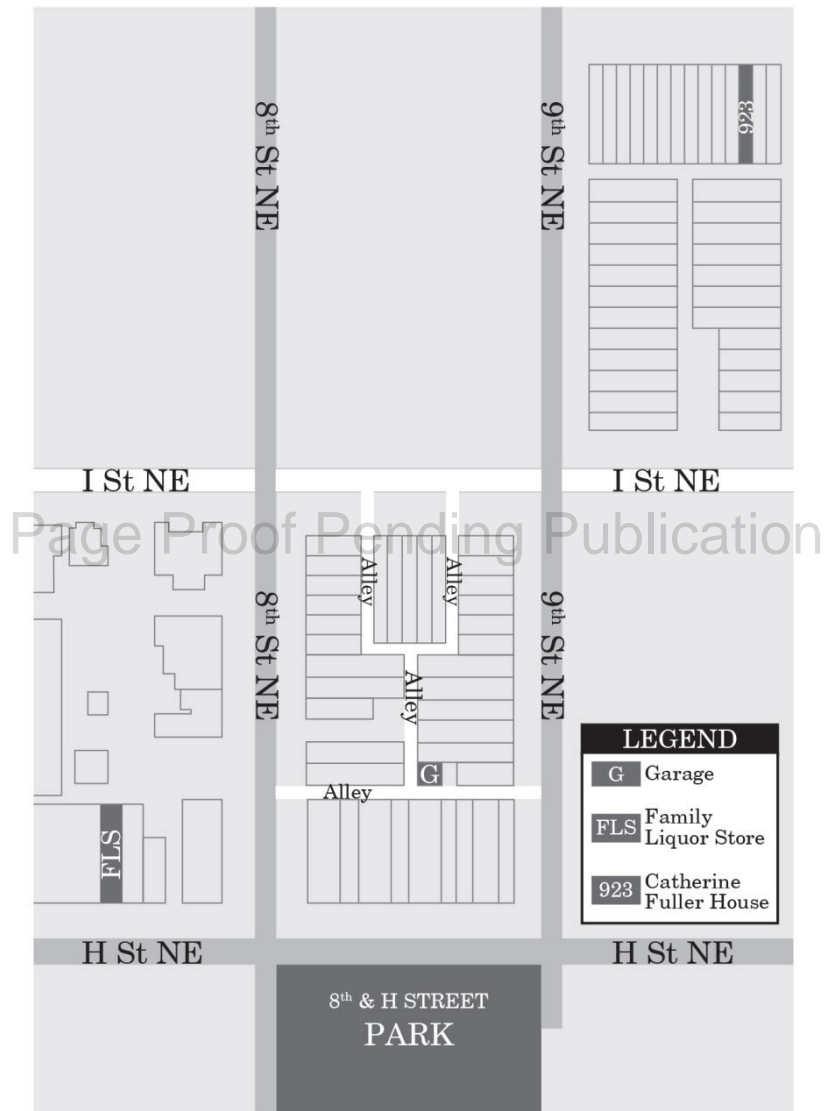 8th St NE
9th St NE
923
I St NE
I St NE
Page Proof Pending Publication
Alley
Alley
8th St NE
9th St NE
Alley
LEGEND
G
G Garage
Alley
FLS
FLS Family
Liquor Store
923 Catherine
Fuller House
H St NE
H St NE
8th & H STREET
PARK